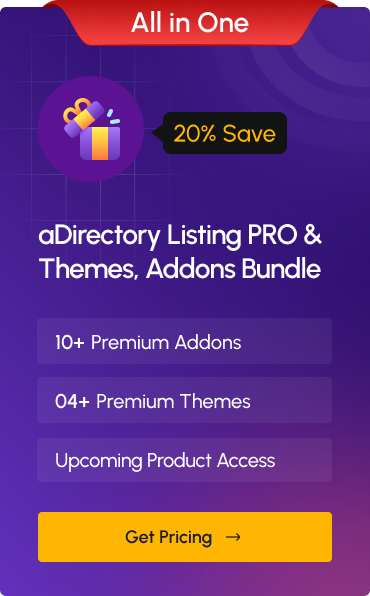 All in One
20% Save
aDirectory Listing PRO &
Themes, Addons Bundle
10+ Premium Addons
04+ Premium Themes
Upcoming Product Access
Get Pricing →